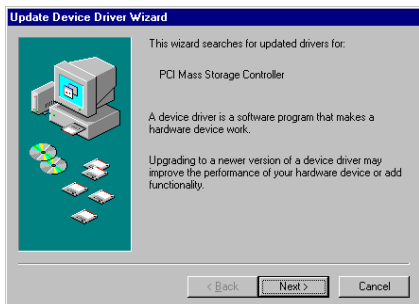 Update Device Driver Wizard
This wizard searches for updated drivers for:
PCI Mass Storage Controller
A device driver is a software program that makes a
hardware device work.
Upgrading to a newer version of a device driver may
improve the performance of your hardware device or add
functionality.
< Back
Next >
Cancel